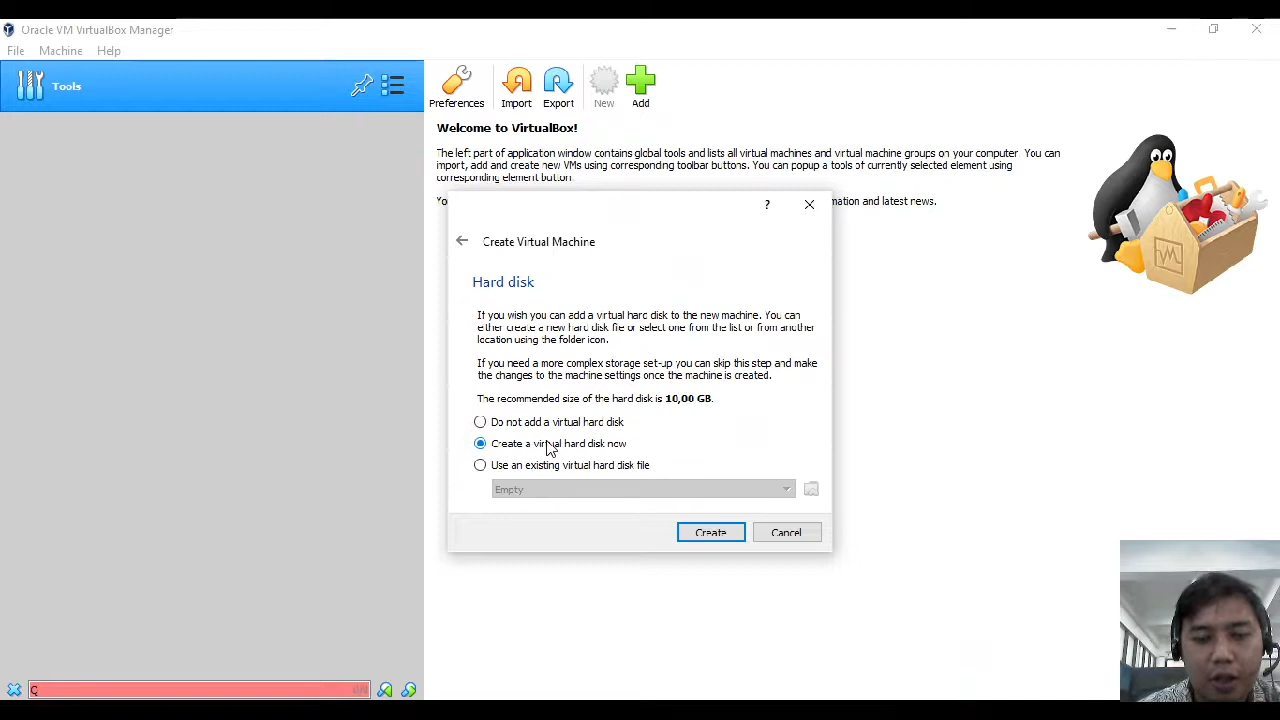 Oracle VM VirtualBox Manager
File Machine Help
Tools
Preferences Import Export New Add
Welcome to VirtualBox!
The left part of application window contains global tools and lists all virtual machines and virtual machine groups on your computer. You can
import, add and create new VMs using corresponding toolbar buttons. You can popup a tools of currently selected element using
corresponding element button.
Yo
mation and latest news.
?
Create Virtual Machine
Hard disk
If you wish you can add a virtual hard disk to the new machine. You can
either create a new hard disk file or select one from the list or from another
location using the folder icon.
If you need a more complex storage set-up you can skip this step and make
the changes to the machine settings once the machine is created.
The recommended size of the hard disk is 10,00 GB.
Do not add a virtual hard disk
Create a virtual hard disk now
Use an existing virtual hard disk file
Empty
Create Cancel
Q